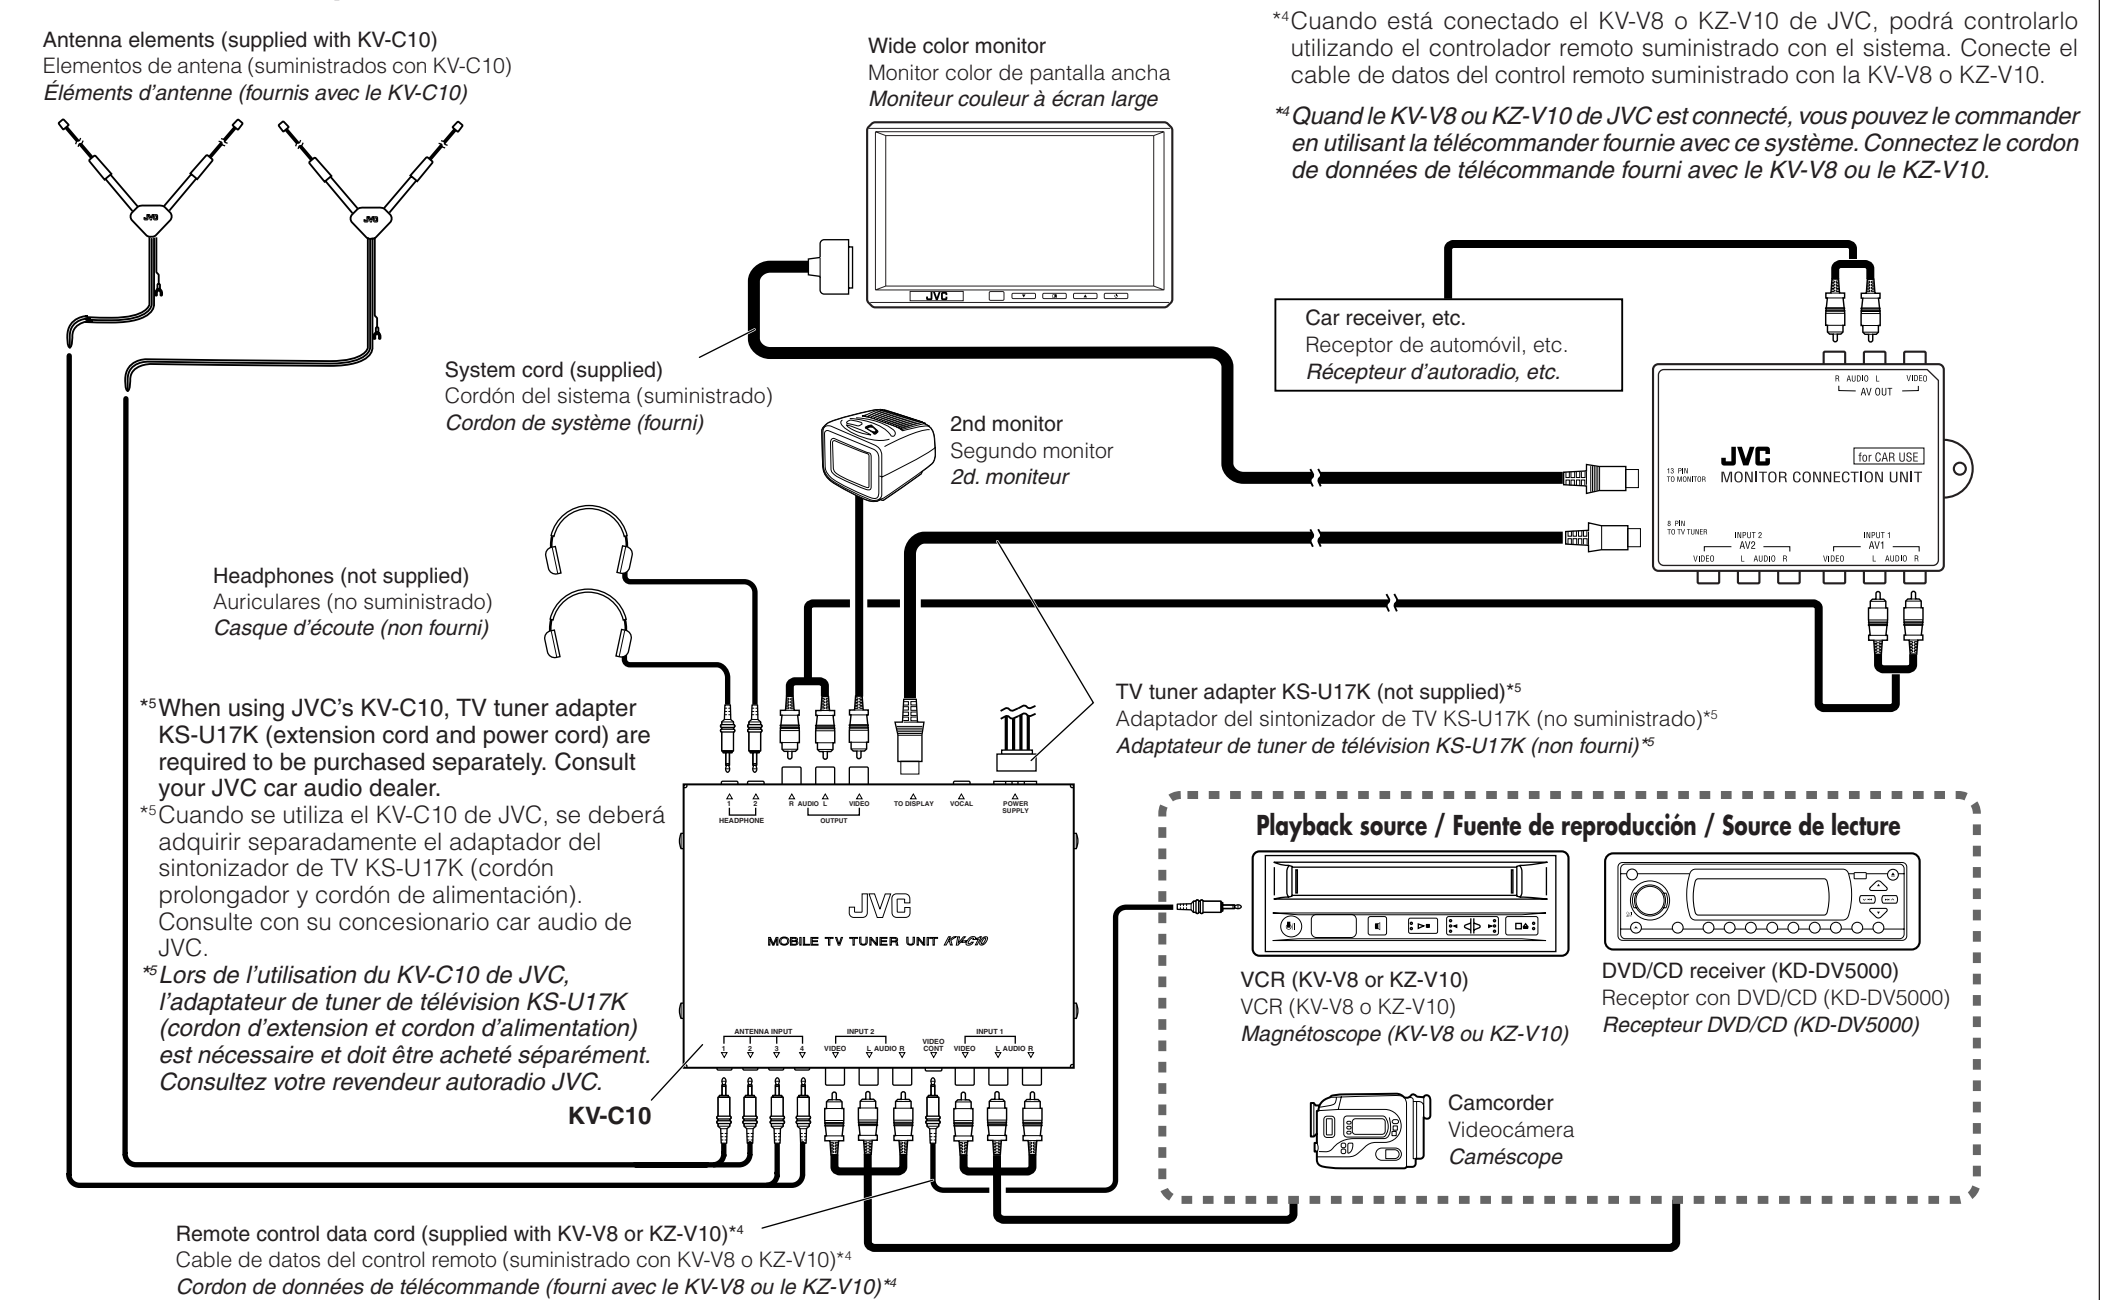 Antenna elements (supplied with KV-C10)
Elementos de antena (suministrados con KV-C10)
Éléments d'antenne (fournis avec le KV-C10)
JVC
JVC
Wide color monitor
Monitor color de pantalla ancha
Moniteur couleur à écran large
JVC
*4Cuando está conectado el KV-V8 o KZ-V10 de JVC, podrá controlarlo
utilizando el controlador remoto suministrado con el sistema. Conecte el
cable de datos del control remoto suministrado con la KV-V8 o KZ-V10.
*4Quand le KV-V8 ou KZ-V10 de JVC est connecté, vous pouvez le commander
en utilisant la télécommander fournie avec ce système. Connectez le cordon
de données de télécommande fourni avec le KV-V8 ou le KZ-V10.
Car receiver, etc.
Receptor de automóvil, etc.
Récepteur d'autoradio, etc.
System cord (supplied)
Cordón del sistema (suministrado)
Cordon de système (fourni)
2nd monitor
Segundo monitor
2d. moniteur
R AUDIO L VIDEO
AV OUT
JVC for CAR USE
MONITOR CONNECTION UNIT
13 PIN
TO MONITOR
8 PIN
TO TV TUNER
INPUT 2
AV2
VIDEO L AUDIO R
INPUT 1
AV1
VIDEO L AUDIO R
Headphones (not supplied)
Auriculares (no suministrado)
Casque d'écoute (non fourni)
TV tuner adapter KS-U17K (not supplied)*5
Adaptador del sintonizador de TV KS-U17K (no suministrado)*5
Adaptateur de tuner de télévision KS-U17K (non fourni)*5
*5When using JVC's KV-C10, TV tuner adapter
KS-U17K (extension cord and power cord) are
required to be purchased separately. Consult
your JVC car audio dealer.
*5Cuando se utiliza el KV-C10 de JVC, se deberá
adquirir separadamente el adaptador del
sintonizador de TV KS-U17K (cordón
prolongador y cordón de alimentación).
Consulte con su concesionario car audio de
JVC.
*5Lors de l'utilisation du KV-C10 de JVC,
l'adaptateur de tuner de télévision KS-U17K
(cordon d'extension et cordon d'alimentation)
est nécessaire et doit être acheté séparément.
Consultez votre revendeur autoradio JVC.
KV-C10
1 2
HEADPHONE
R AUDIO L VIDEO
OUTPUT
TO DISPLAY
VOCAL
POWER
SUPPLY
JVC
MOBILE TV TUNER UNIT KV-C10
ANTENNA INPUT
1 2 3 4
INPUT 2
VIDEO L AUDIO R
VIDEO
CONT
INPUT 1
VIDEO L AUDIO R
Playback source / Fuente de reproducción / Source de lecture
VCR (KV-V8 or KZ-V10)
VCR (KV-V8 o KZ-V10)
Magnétoscope (KV-V8 ou KZ-V10)
DVD/CD receiver (KD-DV5000)
Receptor con DVD/CD (KD-DV5000)
Recepteur DVD/CD (KD-DV5000)
Camcorder
Videocámera
Caméscope
Remote control data cord (supplied with KV-V8 or KZ-V10)*4
Cable de datos del control remoto (suministrado con KV-V8 o KZ-V10)*4
Cordon de données de télécommande (fourni avec le KV-V8 ou le KZ-V10)*4